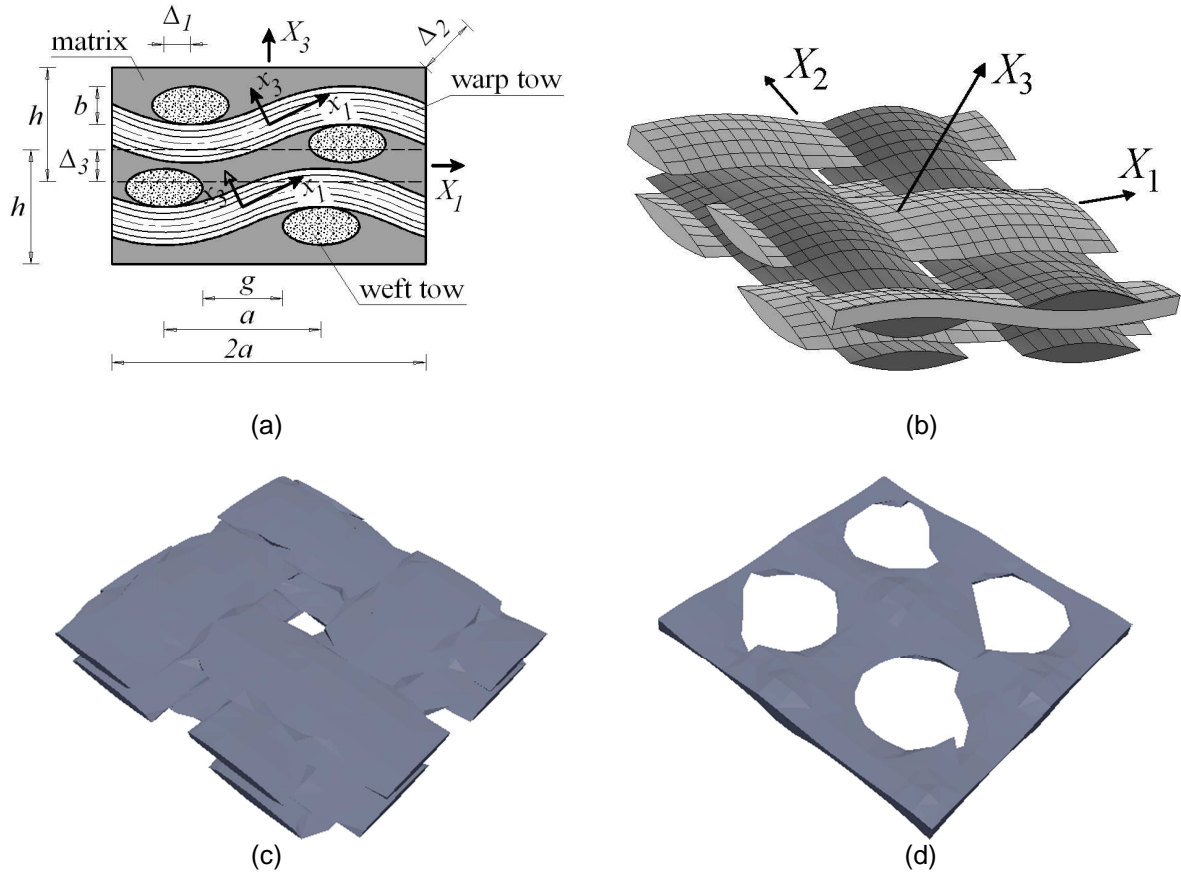 Δ1
X3
Δ2
matrix
x3
warp tow
b
x1
h
Δ3
X1
x3
x1
h
g
weft tow
a
2a
(a)
X2
X3
X1
(b)
(c)
(d)